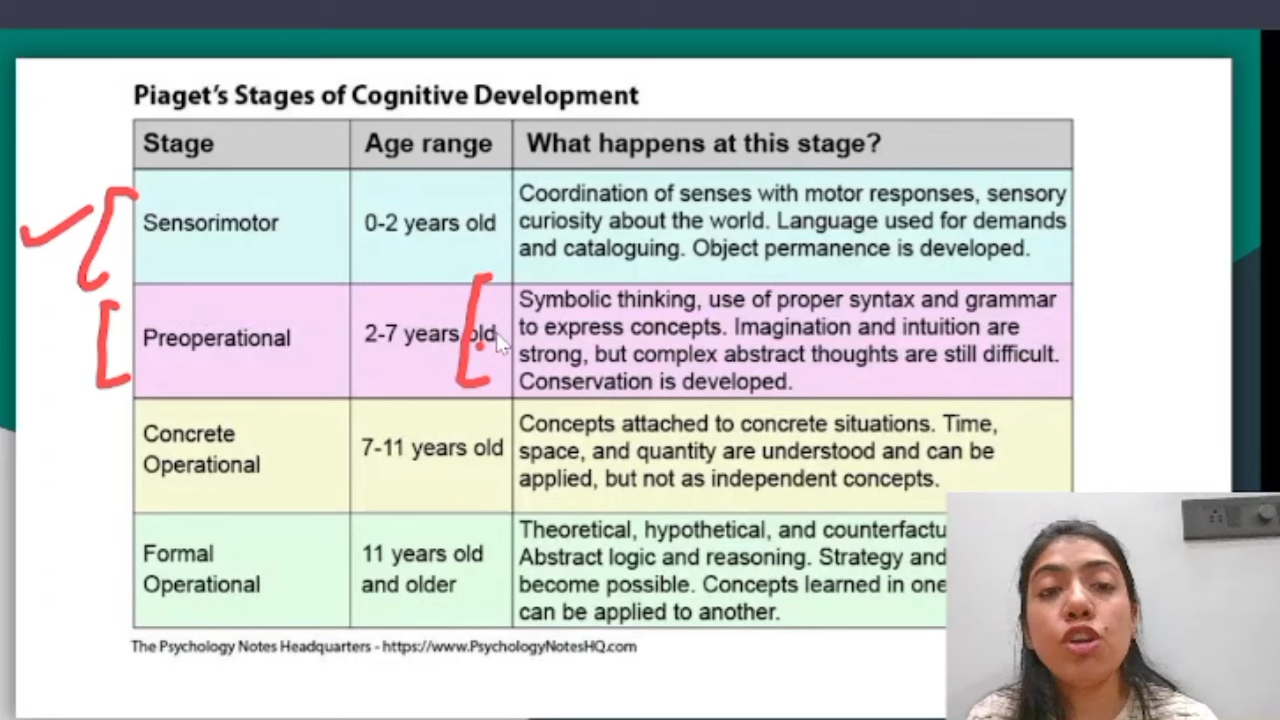 Piaget's Stages of Cognitive Development
Stage
Age range
What happens at this stage?
Sensorimotor
0-2 years old
Coordination of senses with motor responses, sensory
curiosity about the world. Language used for demands
and cataloguing. Object permanence is developed.
Preoperational
2-7 years old
Symbolic thinking, use of proper syntax and grammar
to express concepts. Imagination and intuition are
strong, but complex abstract thoughts are still difficult.
Conservation is developed.
Concrete
Operational
7-11 years old
Concepts attached to concrete situations. Time,
space, and quantity are understood and can be
applied, but not as independent concepts.
Formal
Operational
11 years old
and older
Theoretical, hypothetical, and
Abstract logic and reasoning. Strategy and
become possible. Concepts learned in one
can be applied to another.
The Psychology Notes Headquarters - https://www.PsychologyNotesHQ.com